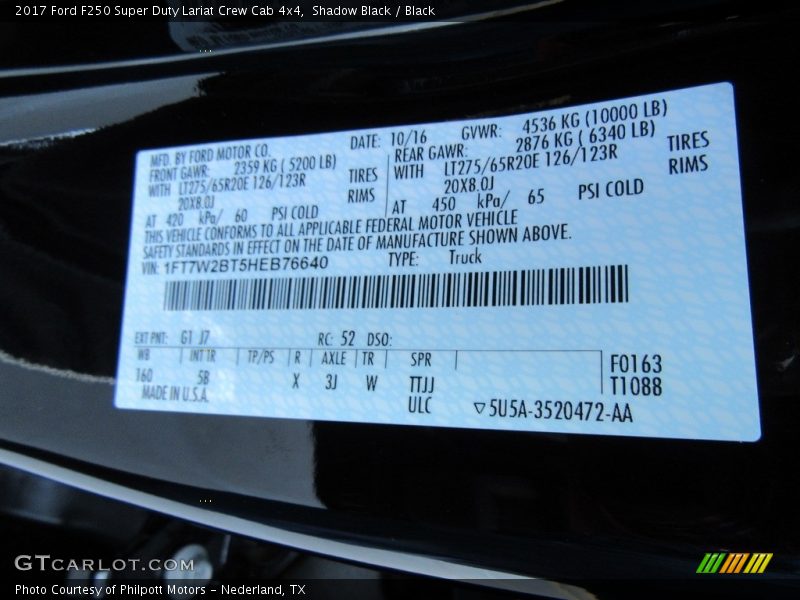 2017 Ford F250 Super Duty Lariat Crew Cab 4x4, Shadow Black / Black
MFD. BY FORD MOTOR CO. DATE: 10/16 GVWR: 4536 KG (10000 LB)
FRONT GAWR: 2359 KG ( 5200 LB) REAR GAWR: 2876 KG ( 6340 LB)
WITH LT275/65R20E 126/123R TIRES WITH LT275/65R20E 126/123R TIRES
20X8.0J RIMS 20X8.0J RIMS
AT 420 kPa/ 60 PSI COLD AT 450 kPa/ 65 PSI COLD
THIS VEHICLE CONFORMS TO ALL APPLICABLE FEDERAL MOTOR VEHICLE
SAFETY STANDARDS IN EFFECT ON THE DATE OF MANUFACTURE SHOWN ABOVE.
VIN: 1FT7W2BT5HEB76640 TYPE: Truck
EXT PNT: G1 J7 RC: 52 DSO:
WB INT TR TP/PS R AXLE TR SPR F0163
160 5B X 3J W TTJJ T1088
MADE IN U.S.A. ULC ▽5U5A-3520472-AA
GTCARLOT.COM
Photo Courtesy of Philpott Motors - Nederland, TX